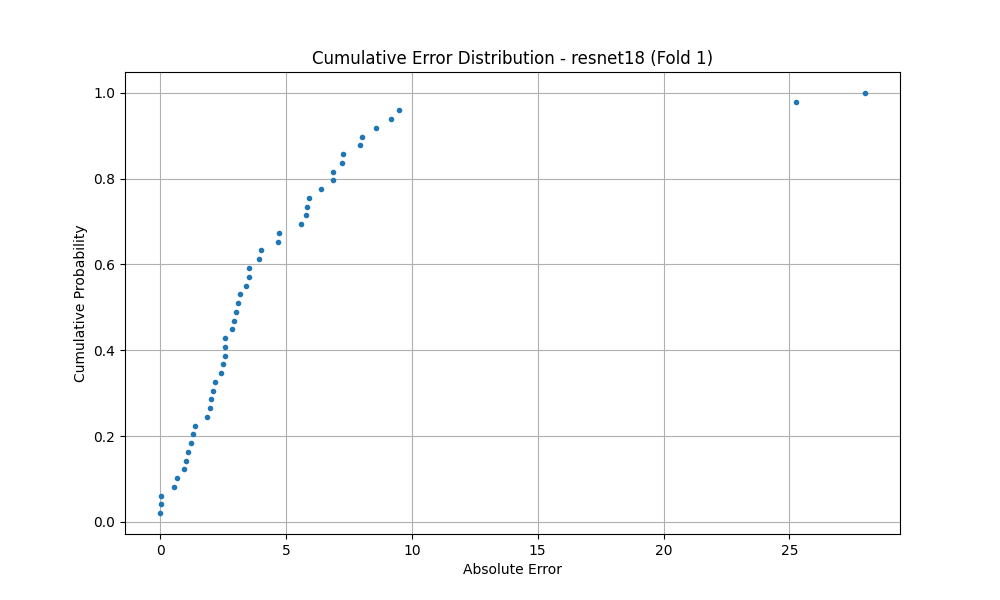 Cumulative Error Distribution - resnet18 (Fold 1)
1.0
0.8
0.6
0.4
0.2
0.0
Cumulative Probability
0 5 10 15 20 25
Absolute Error